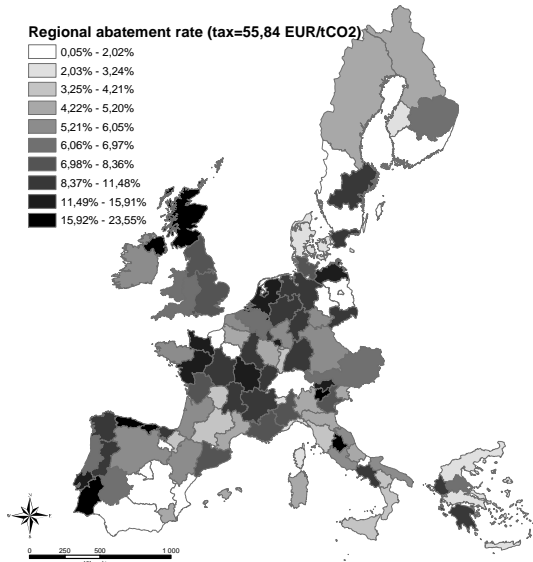 Regional abatement rate (tax=55,84 EUR/tCO2)
0,05% - 2,02%
2,03% - 3,24%
3,25% - 4,21%
4,22% - 5,20%
5,21% - 6,05%
6,06% - 6,97%
6,98% - 8,36%
8,37% - 11,48%
11,49% - 15,91%
15,92% - 23,55%
0 250 500 1 000